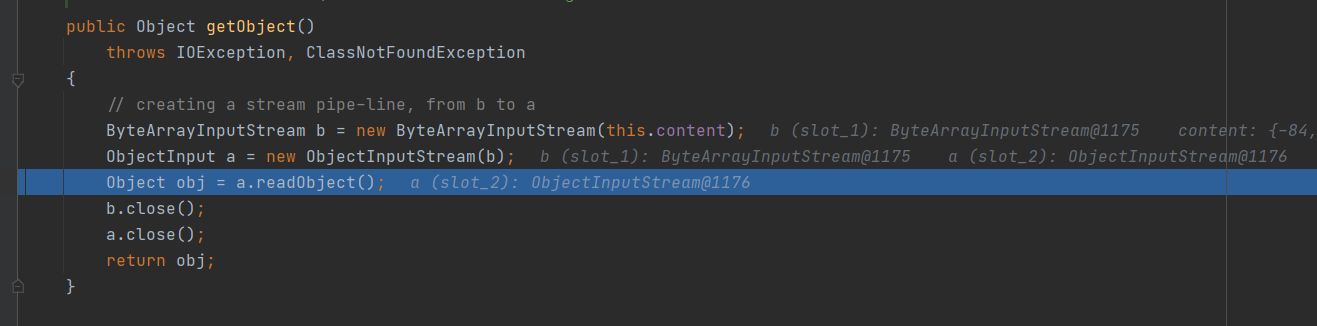 public Object getObject()
throws IOException, ClassNotFoundException
{
// creating a stream pipe-line, from b to a
ByteArrayInputStream b = new ByteArrayInputStream(this.content); b (slot_1): ByteArrayInputStream@1175 content: {-84,
ObjectInput a = new ObjectInputStream(b); b (slot_1): ByteArrayInputStream@1175 a (slot_2): ObjectInputStream@1176
Object obj = a.readObject(); a (slot_2): ObjectInputStream@1176
b.close();
a.close();
return obj;
}